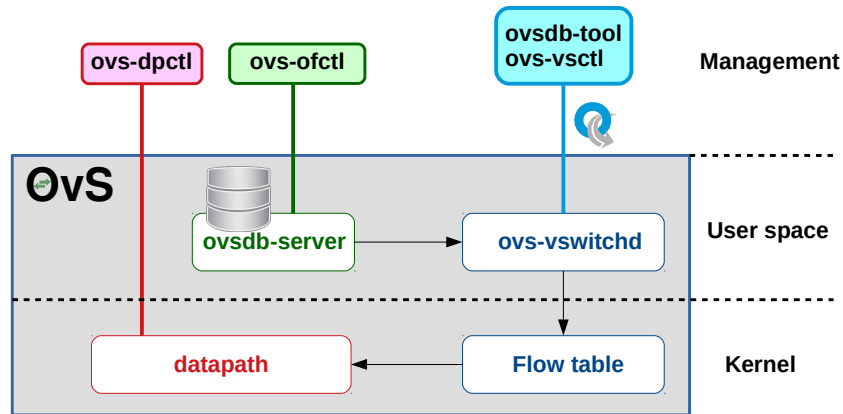 ovs-dpctl
ovs-ofctl
ovsdb-tool
ovs-vsctl
Management
OvS
ovsdb-server
ovs-vswitchd
User space
datapath
Flow table
Kernel